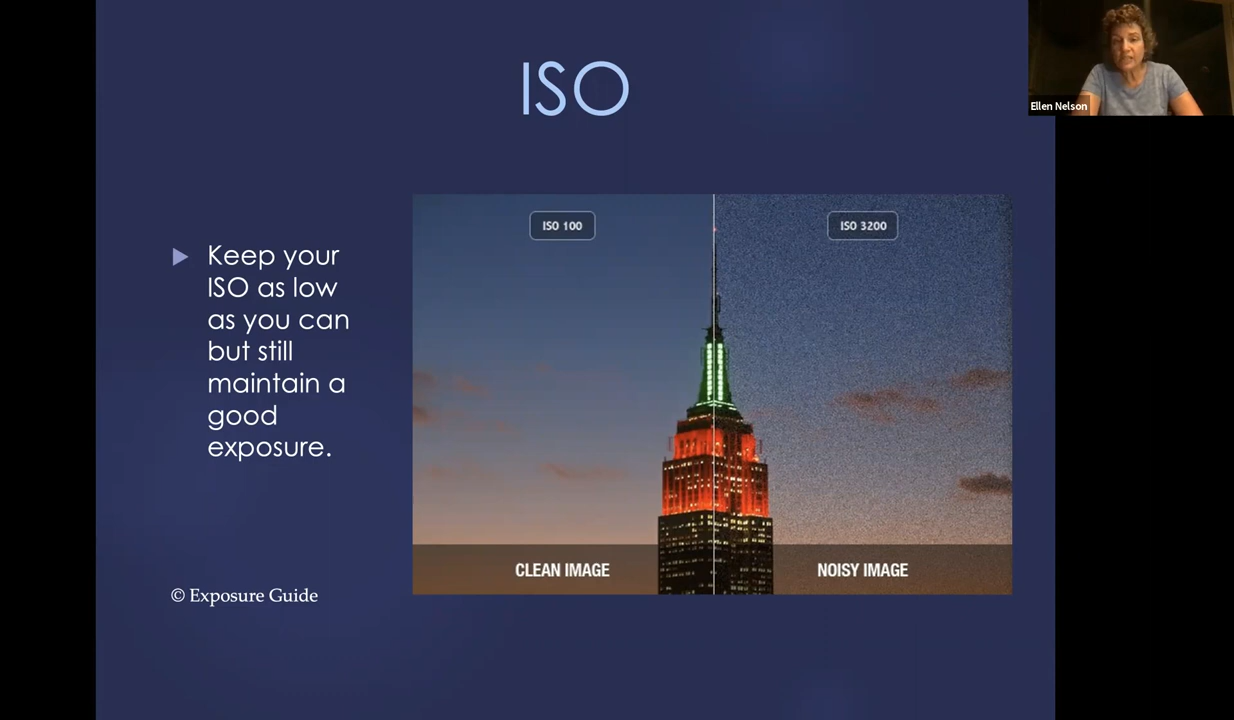 ISO
Ellen Nelson
Keep your
ISO as low
as you can
but still
maintain a
good
exposure.
ISO 100
ISO 3200
CLEAN IMAGE
NOISY IMAGE
© Exposure Guide